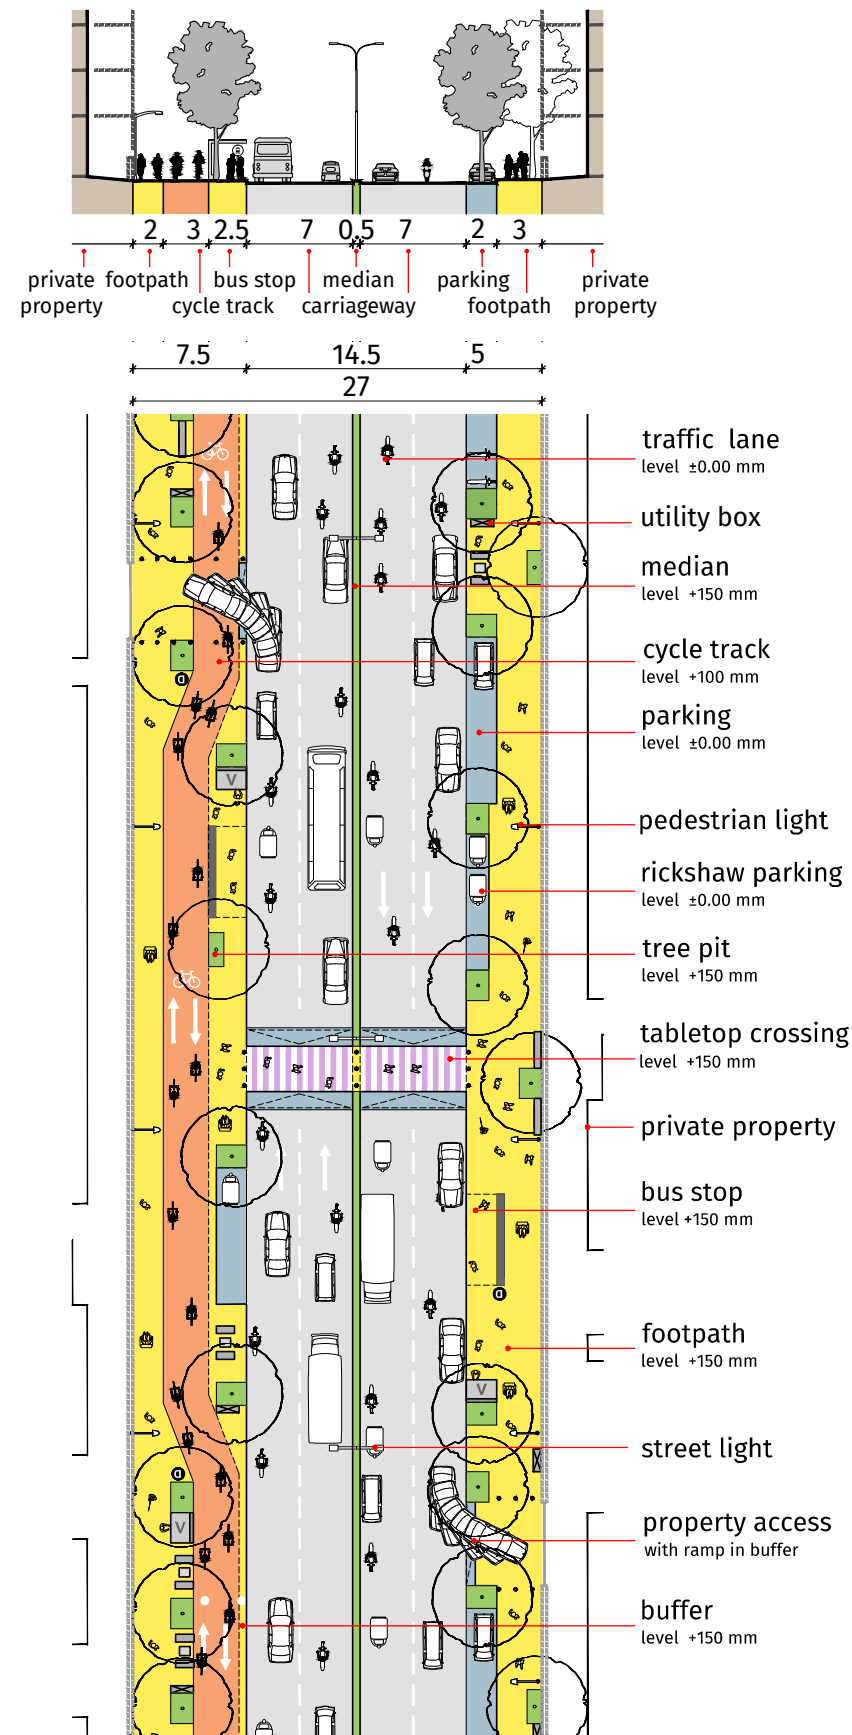 2 3 2.5 7 0.5 7 2 3
private footpath bus stop median parking private
property cycle track carriageway footpath property
7.5 14.5 5
27
traffic lane
level ±0.00 mm
utility box
median
level +150 mm
cycle track
level +100 mm
parking
level ±0.00 mm
V
pedestrian light
rickshaw parking
level ±0.00 mm
tree pit
level +150 mm
tabletop crossing
level +150 mm
private property
bus stop
level +150 mm
footpath
level +150 mm
V
street light
V
property access
with ramp in buffer
buffer
level +150 mm
V